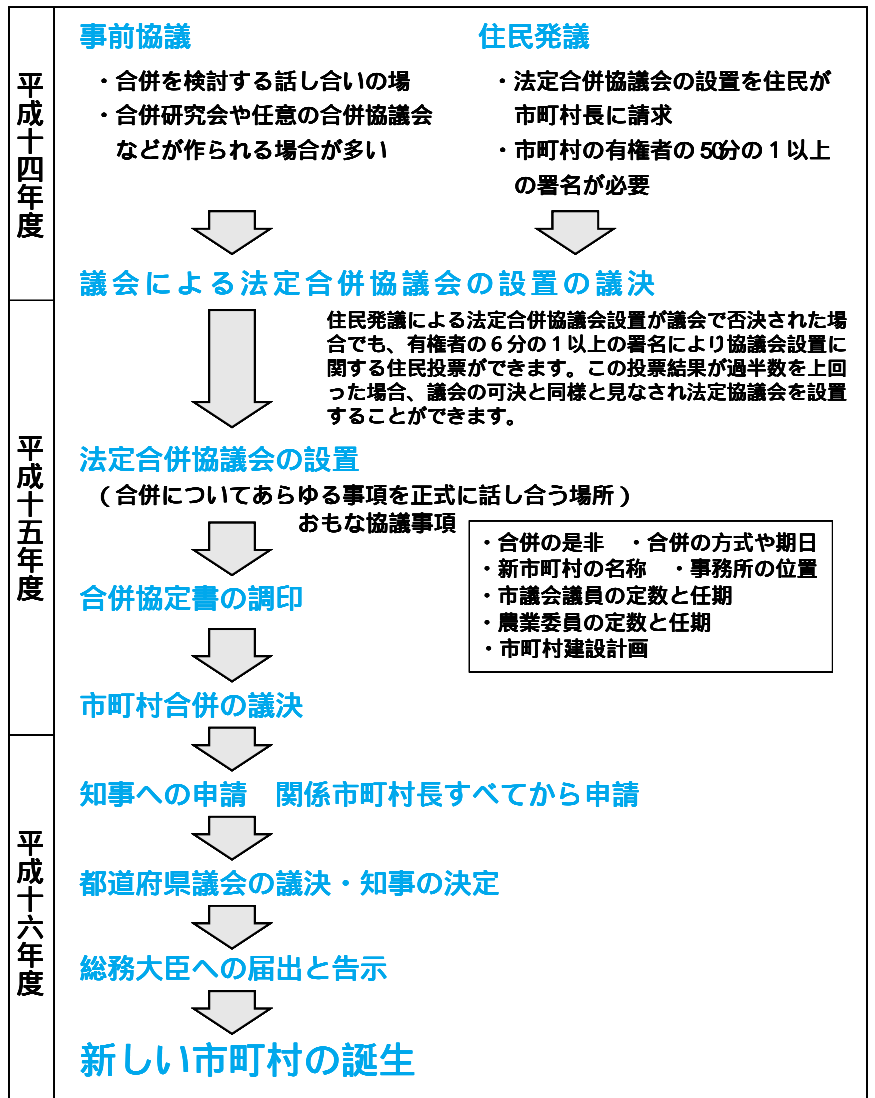 平成十四年度
事前協議
・合併を検討する話し合いの場
・合併研究会や任意の合併協議会
などが作られる場合が多い
住民発議
・法定合併協議会の設置を住民が
市町村長に請求
・市町村の有権者の50分の1以上
の署名が必要
議会による法定合併協議会の設置の議決
平成十五年度
住民発議による法定合併協議会設置が議会で否決された場
合でも、有権者の6分の1以上の署名により協議会設置に
関する住民投票ができます。この投票結果が過半数を上回
った場合、議会の可決と同様と見なされ法定協議会を設置
することができます。
法定合併協議会の設置
(合併についてあらゆる事項を正式に話し合う場所)
おもな協議事項
・合併の是非 ・合併の方式や期日
・新市町村の名称 ・事務所の位置
・市議会議員の定数と任期
・農業委員の定数と任期
・市町村建設計画
合併協定書の調印
市町村合併の議決
平成十六年度
知事への申請 関係市町村長すべてから申請
都道府県議会の議決・知事の決定
総務大臣への届出と告示
新しい市町村の誕生